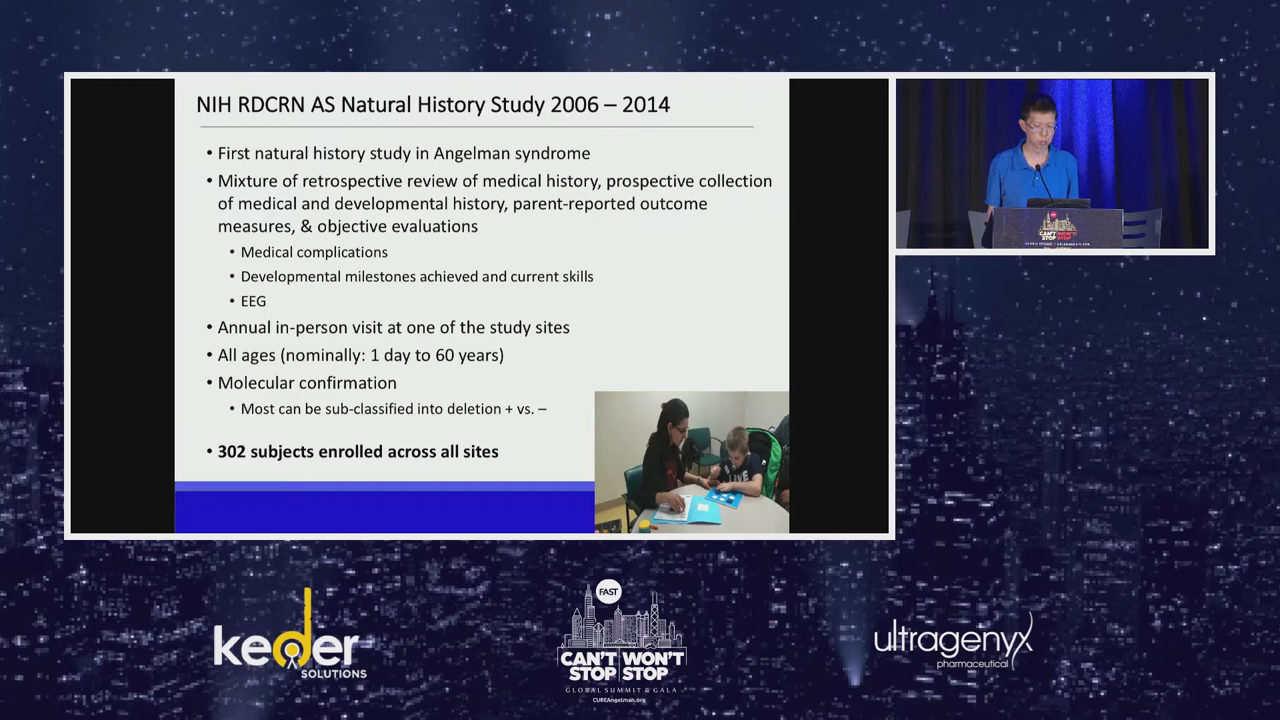 NIH RDCRN AS Natural History Study 2006 – 2014
• First natural history study in Angelman syndrome
• Mixture of retrospective review of medical history, prospective collection
of medical and developmental history, parent-reported outcome
measures, & objective evaluations
• Medical complications
• Developmental milestones achieved and current skills
• EEG
• Annual in-person visit at one of the study sites
• All ages (nominally: 1 day to 60 years)
• Molecular confirmation
• Most can be sub-classified into deletion + vs. –
• 302 subjects enrolled across all sites
CAN'T WON'T
STOP STOP
keder
SOLUTIONS
FAST
CAN'T WON'T
STOP STOP
GLOBAL SUMMIT & GALA
CUREAngelman.org
ultragenyx
pharmaceutical